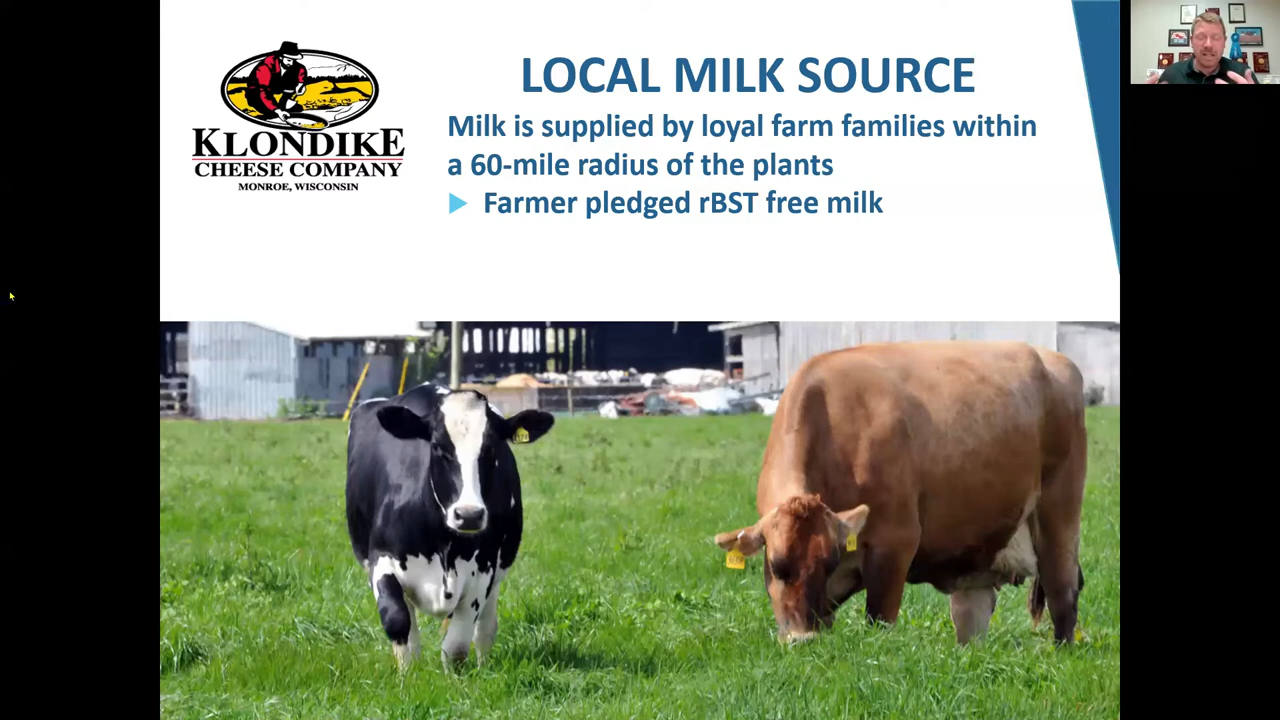 KLONDIKE
CHEESE COMPANY
MONROE, WISCONSIN
LOCAL MILK SOURCE
Milk is supplied by loyal farm families within
a 60-mile radius of the plants
Farmer pledged rBST free milk